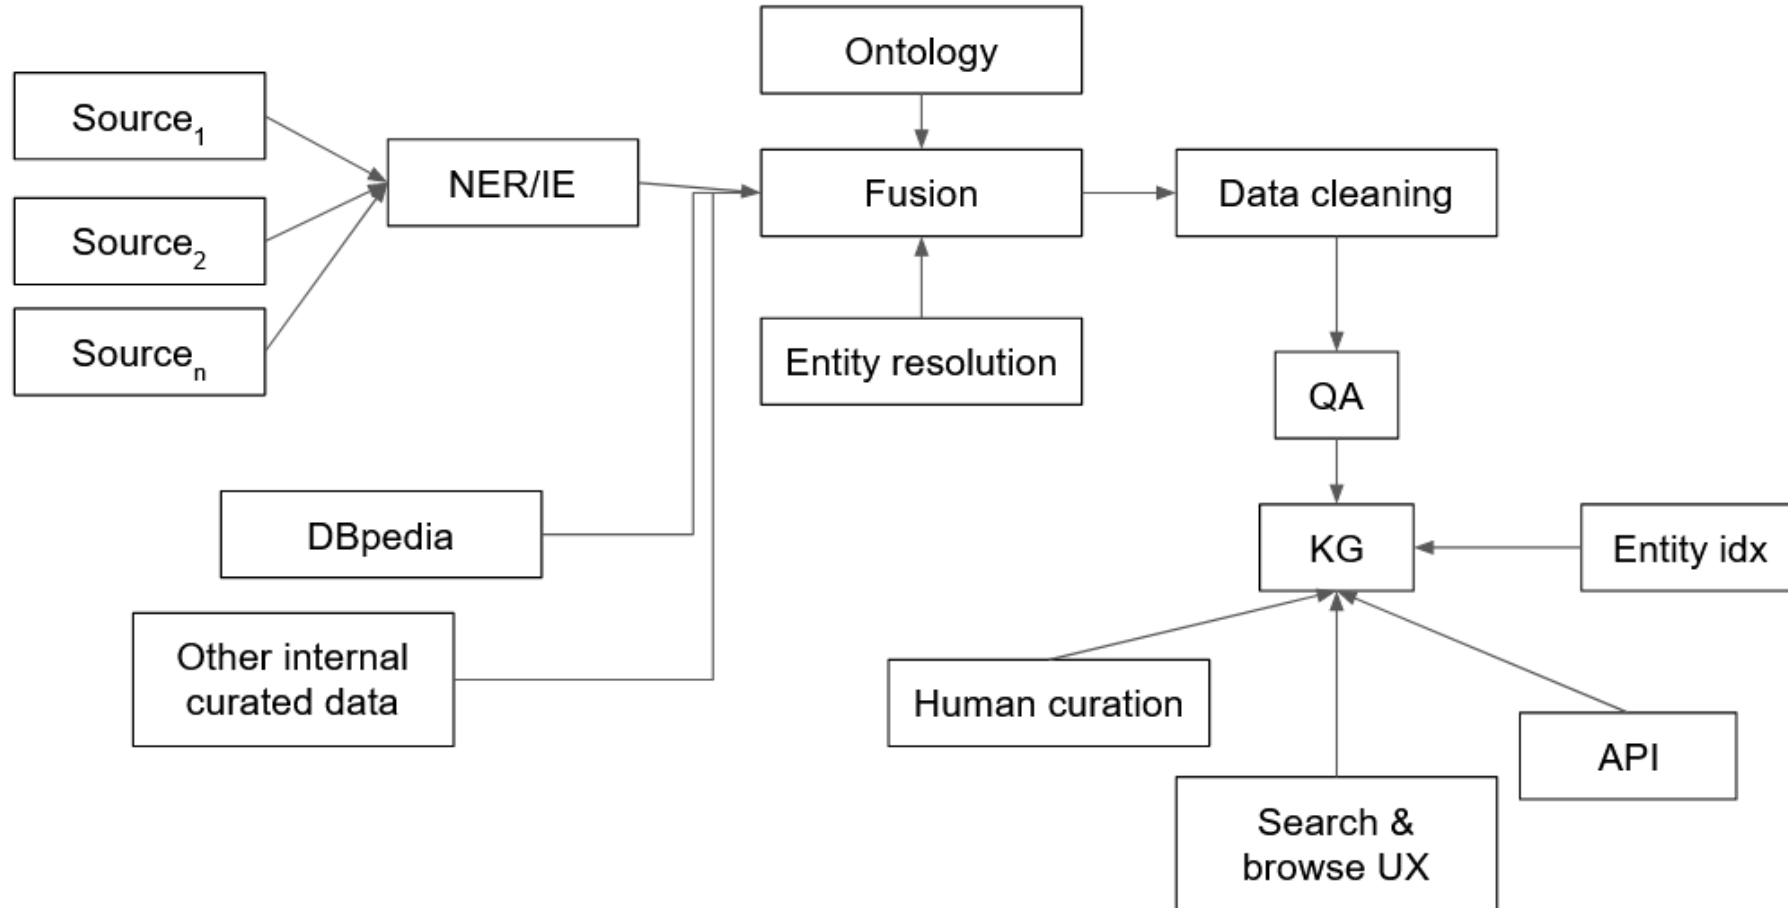 Ontology
Source₁
NER/IE
Fusion
Data cleaning
Source₂
Sourceₙ
Entity resolution
QA
DBpedia
KG
Entity idx
Other internal
curated data
Human curation
API
Search &
browse UX